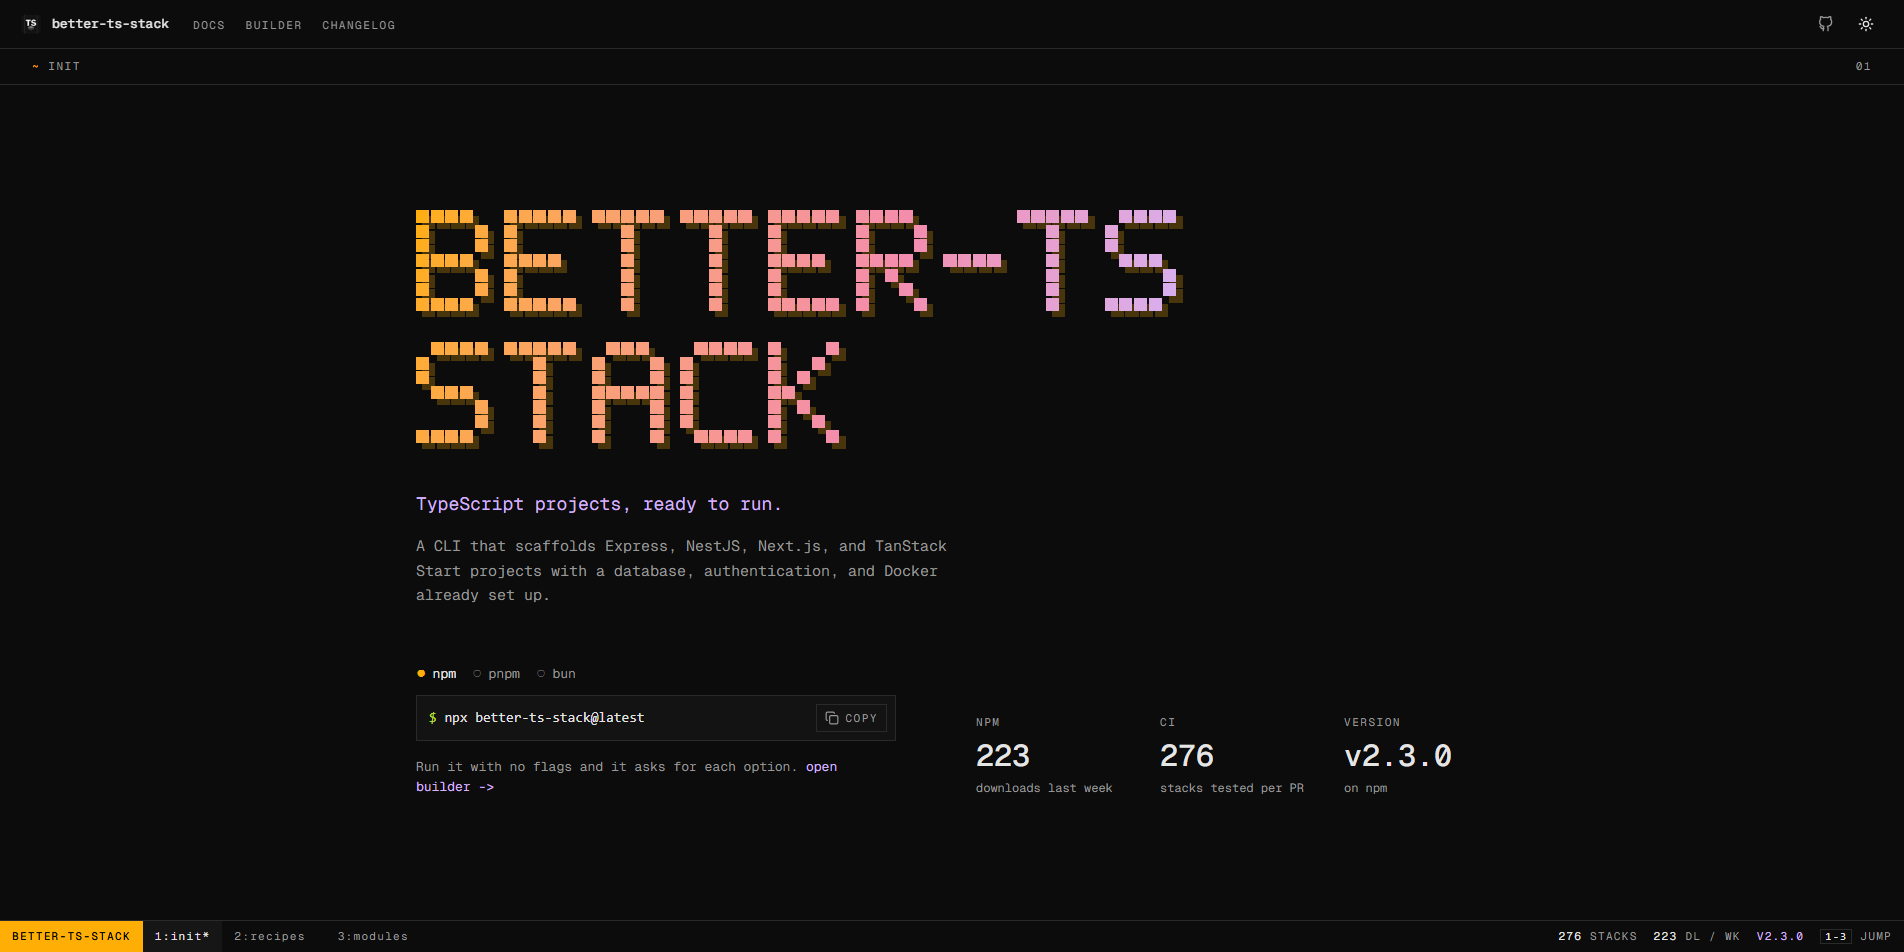 TS better-ts-stack DOCS BUILDER CHANGELOG
~ INIT 01
BETTER-TS
STACK
TypeScript projects, ready to run.
A CLI that scaffolds Express, NestJS, Next.js, and TanStack
Start projects with a database, authentication, and Docker
already set up.
npm pnpm bun
$ npx better-ts-stack@latest COPY
Run it with no flags and it asks for each option. open
builder ->
NPM CI VERSION
223 276 v2.3.0
downloads last week stacks tested per PR on npm
BETTER-TS-STACK 1:init* 2:recipes 3:modules 276 STACKS 223 DL / WK V2.3.0 1-3 JUMP